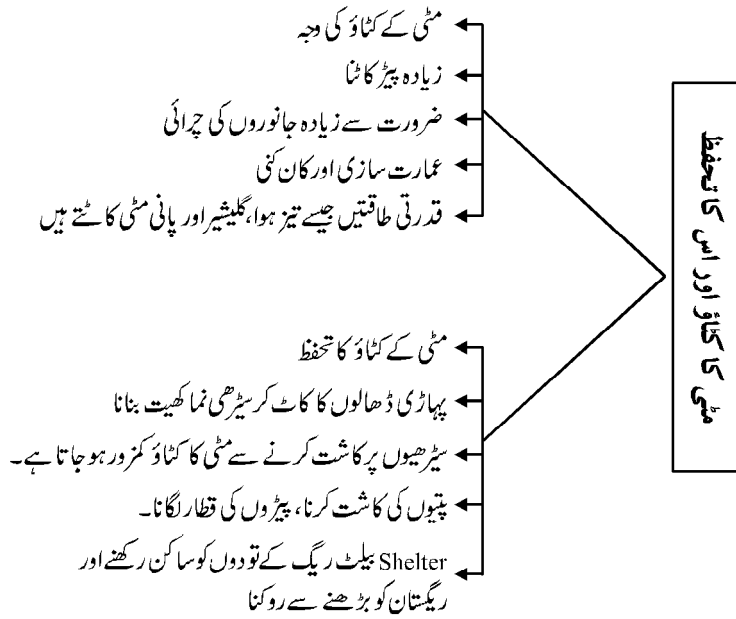 مٹی کا کٹاؤ اور اس کا تحفظ
مٹی کے کٹاؤ کی وجہ
زیادہ پیڑ کاٹنا
ضرورت سے زیادہ جانوروں کی چرائی
عمارت سازی اور کان کنی
قدرتی طاقتیں جیسے تیز ہوا، گلیشیر اور پانی مٹی کاٹتے ہیں
مٹی کے کٹاؤ کا تحفظ
پہاڑی ڈھالوں کا کاٹ کر سیڑھی نما کھیت بنانا
سیڑھیوں پر کاشت کرنے سے مٹی کا کٹاؤ کمزور ہو جاتا ہے۔
پتیوں کی کاشت کرنا، پیڑوں کی قطار لگانا۔
Shelter بیلٹ ریگ کے تودوں کو ساکن رکھنے اور
ریگستان کو بڑھنے سے روکنا